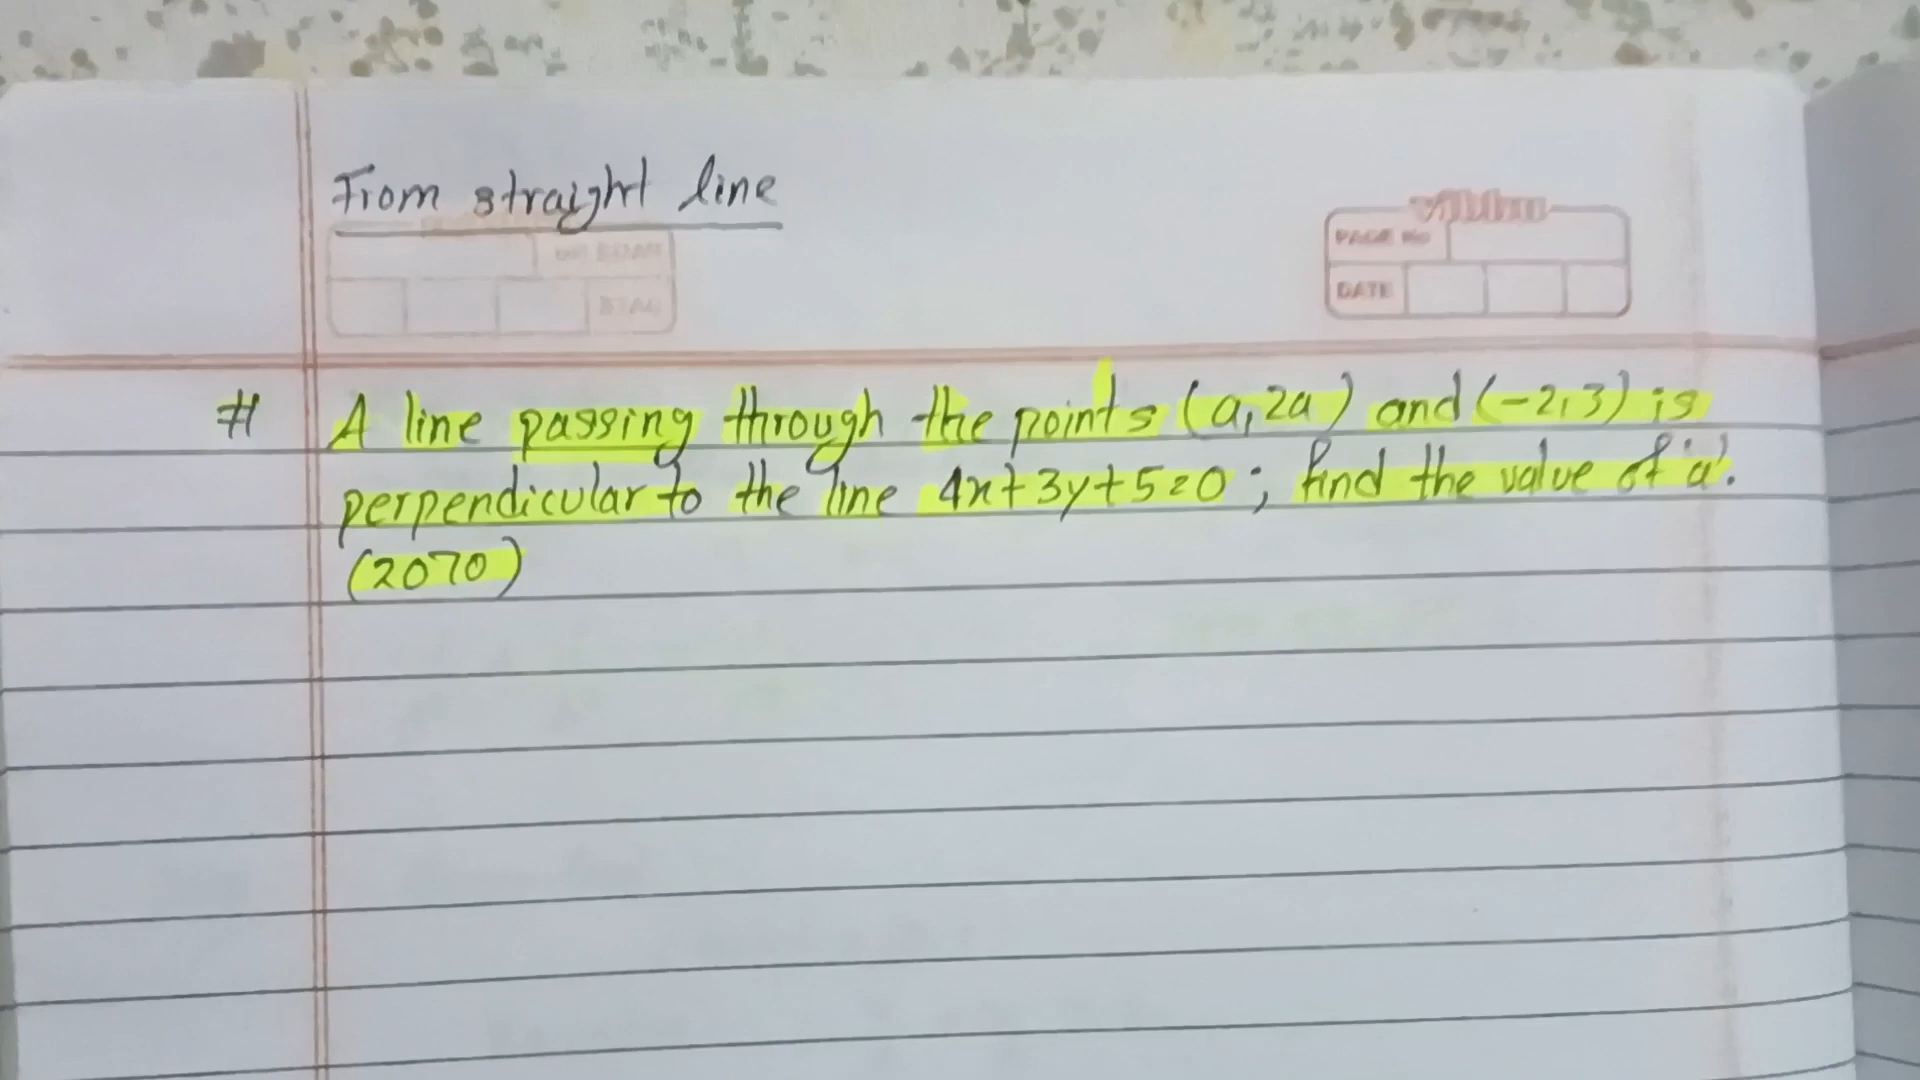 From straight line
PAGE No
DATE
# A line passing through the points (a,2a) and (-2,3) is
perpendicular to the line 4x+3y+5=0; find the value of 'a'.
(2070)